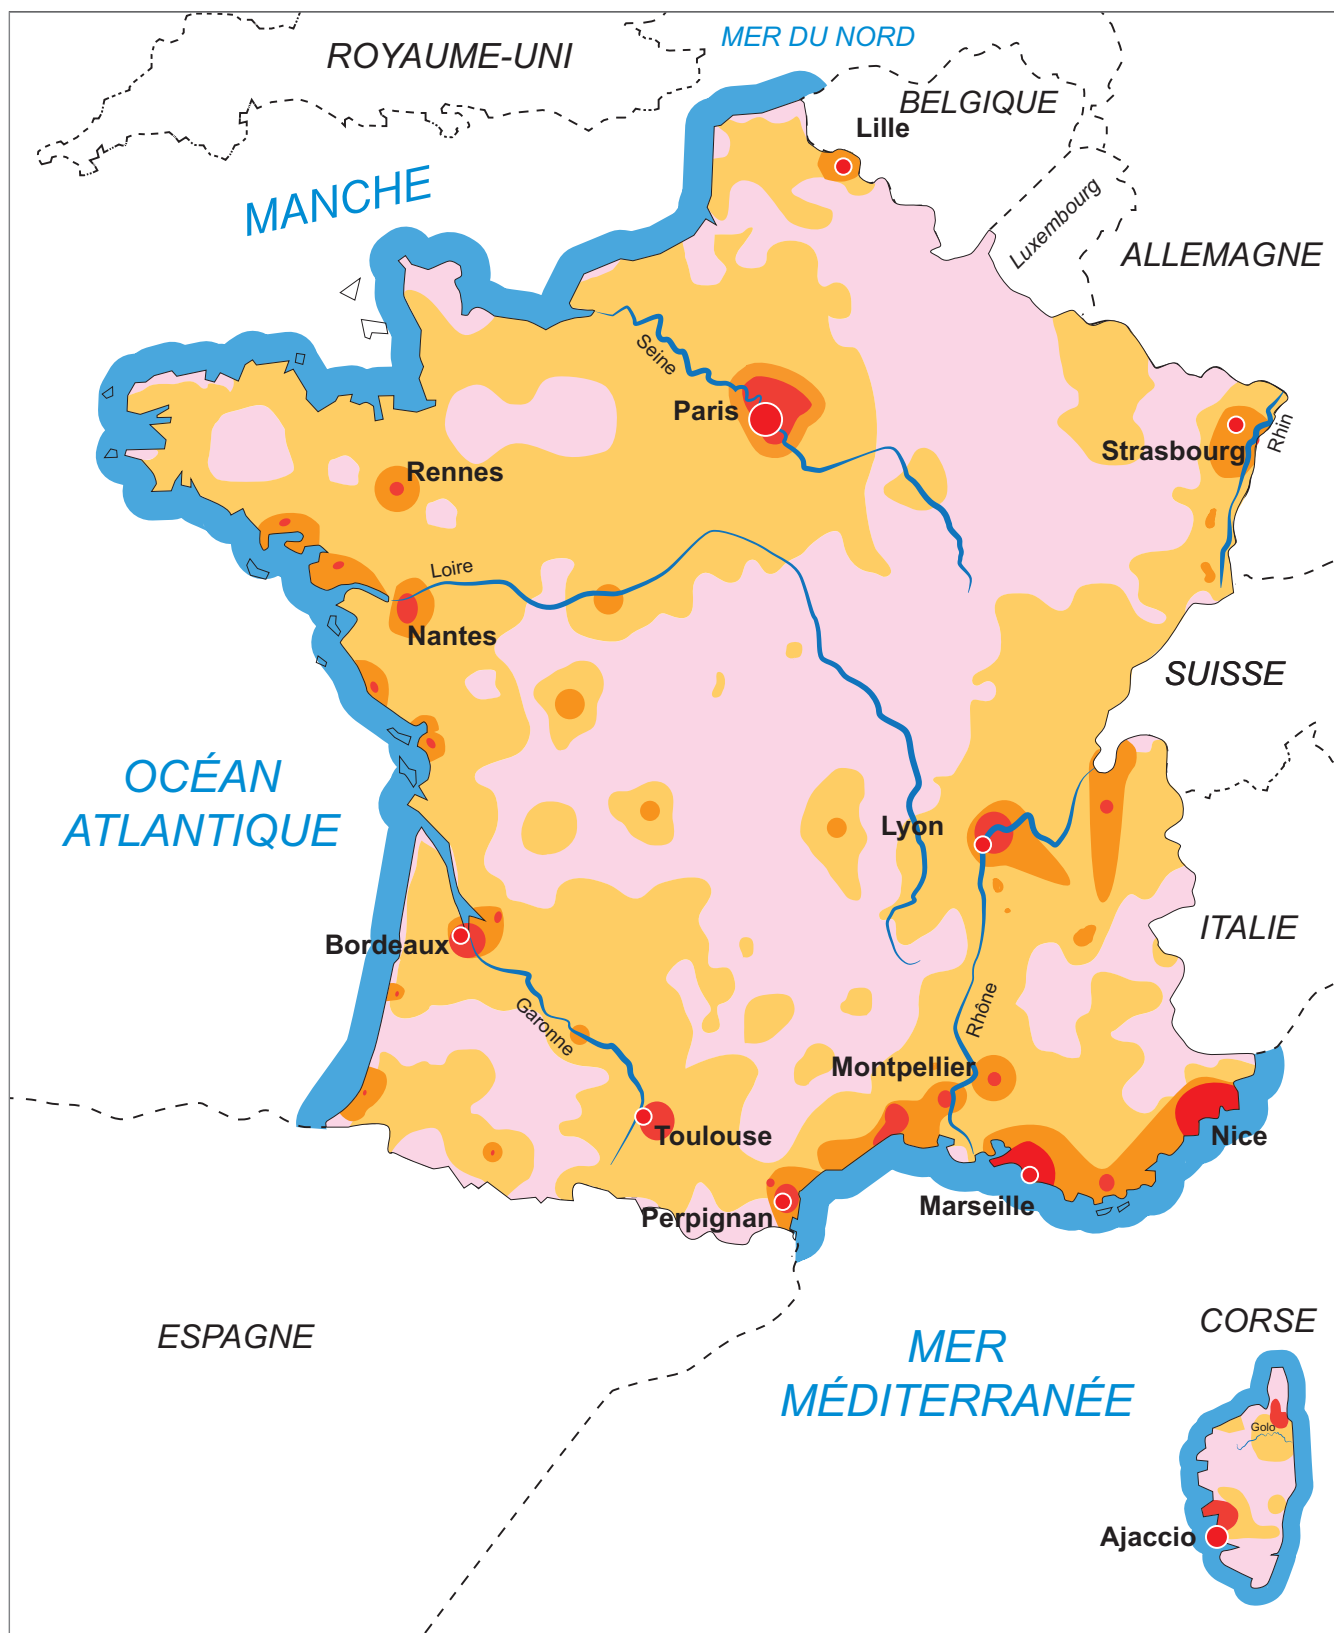 MER DU NORD
ROYAUME-UNI
BELGIQUE
Lille
MANCHE
Luxembourg
ALLEMAGNE
Seine
Paris
Strasbourg
Rhin
Rennes
Loire
Nantes
SUISSE
OCÉAN
ATLANTIQUE
Lyon
ITALIE
Bordeaux
Garonne
Rhône
Montpellier
Toulouse
Nice
Marseille
Perpignan
ESPAGNE
CORSE
MER
MÉDITERRANÉE
Golo
Ajaccio